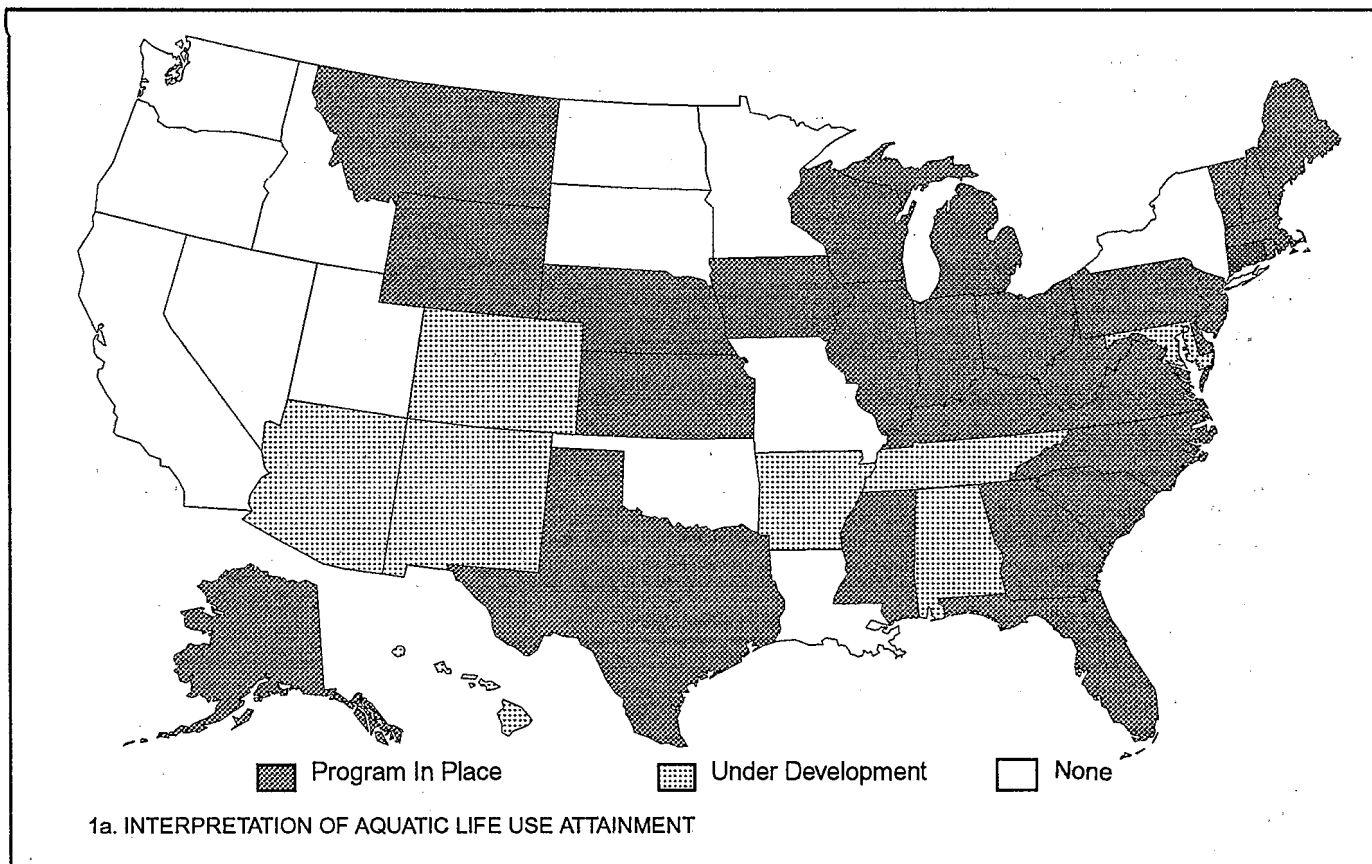 Program In Place Under Development None
1a. INTERPRETATION OF AQUATIC LIFE USE ATTAINMENT